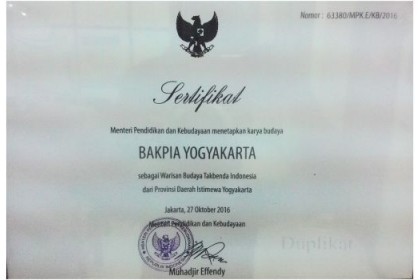 Nomor : 63380/MPK.E/KB/2016
Sertifikat
Menteri Pendidikan dan Kebudayaan menetapkan karya budaya
BAKPIA YOGYAKARTA
sebagai Warisan Budaya Takbenda Indonesia
dari Provinsi Daerah Istimewa Yogyakarta
Jakarta, 27 Oktober 2016
Menteri Pendidikan dan Kebudayaan
Duplikat
Muhadjir Effendy